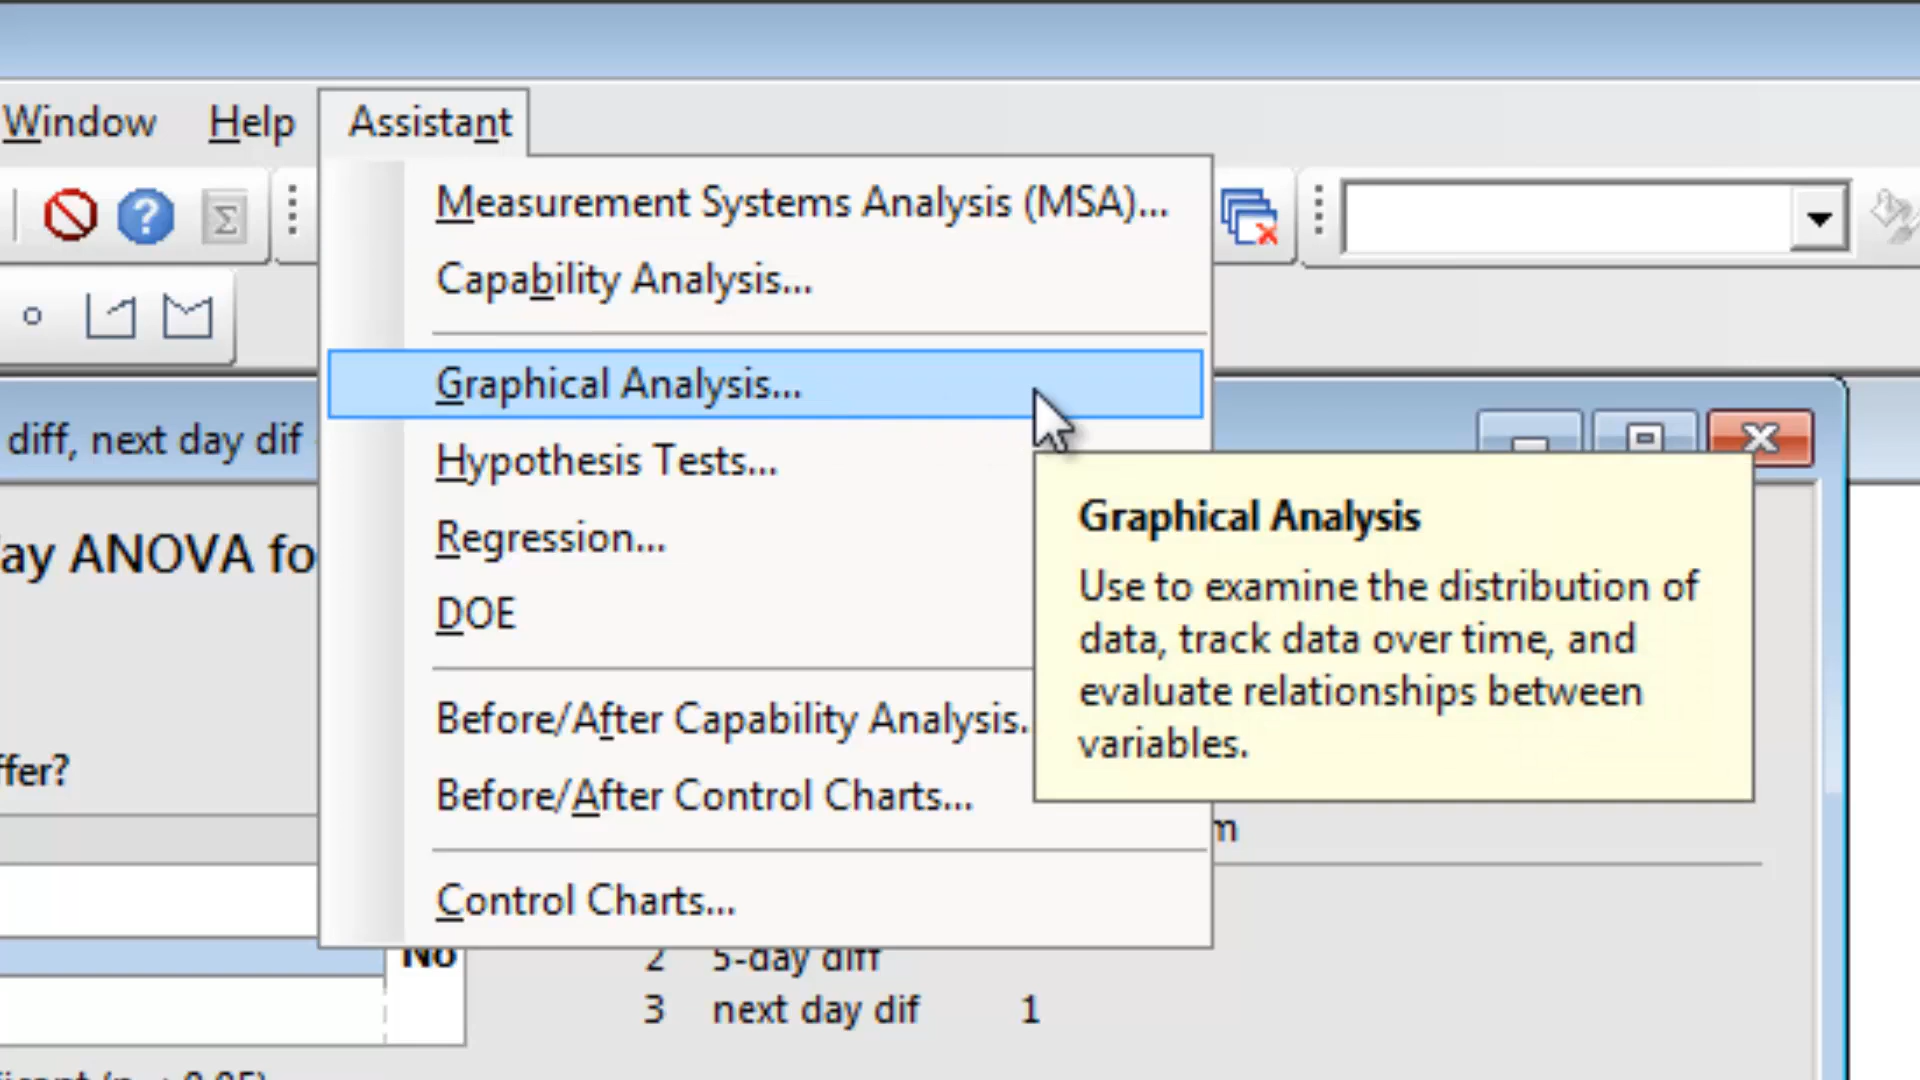 Window Help Assistant
Measurement Systems Analysis (MSA)...
Capability Analysis...
Graphical Analysis...
diff, next day dif
Hypothesis Tests...
Graphical Analysis
Regression...
ay ANOVA fo
Use to examine the distribution of
data, track data over time, and
evaluate relationships between
variables.
DOE
Before/After Capability Analysis.
ffer?
Before/After Control Charts...
m
Control Charts...
No
2 5-day diff
3 next day dif 1